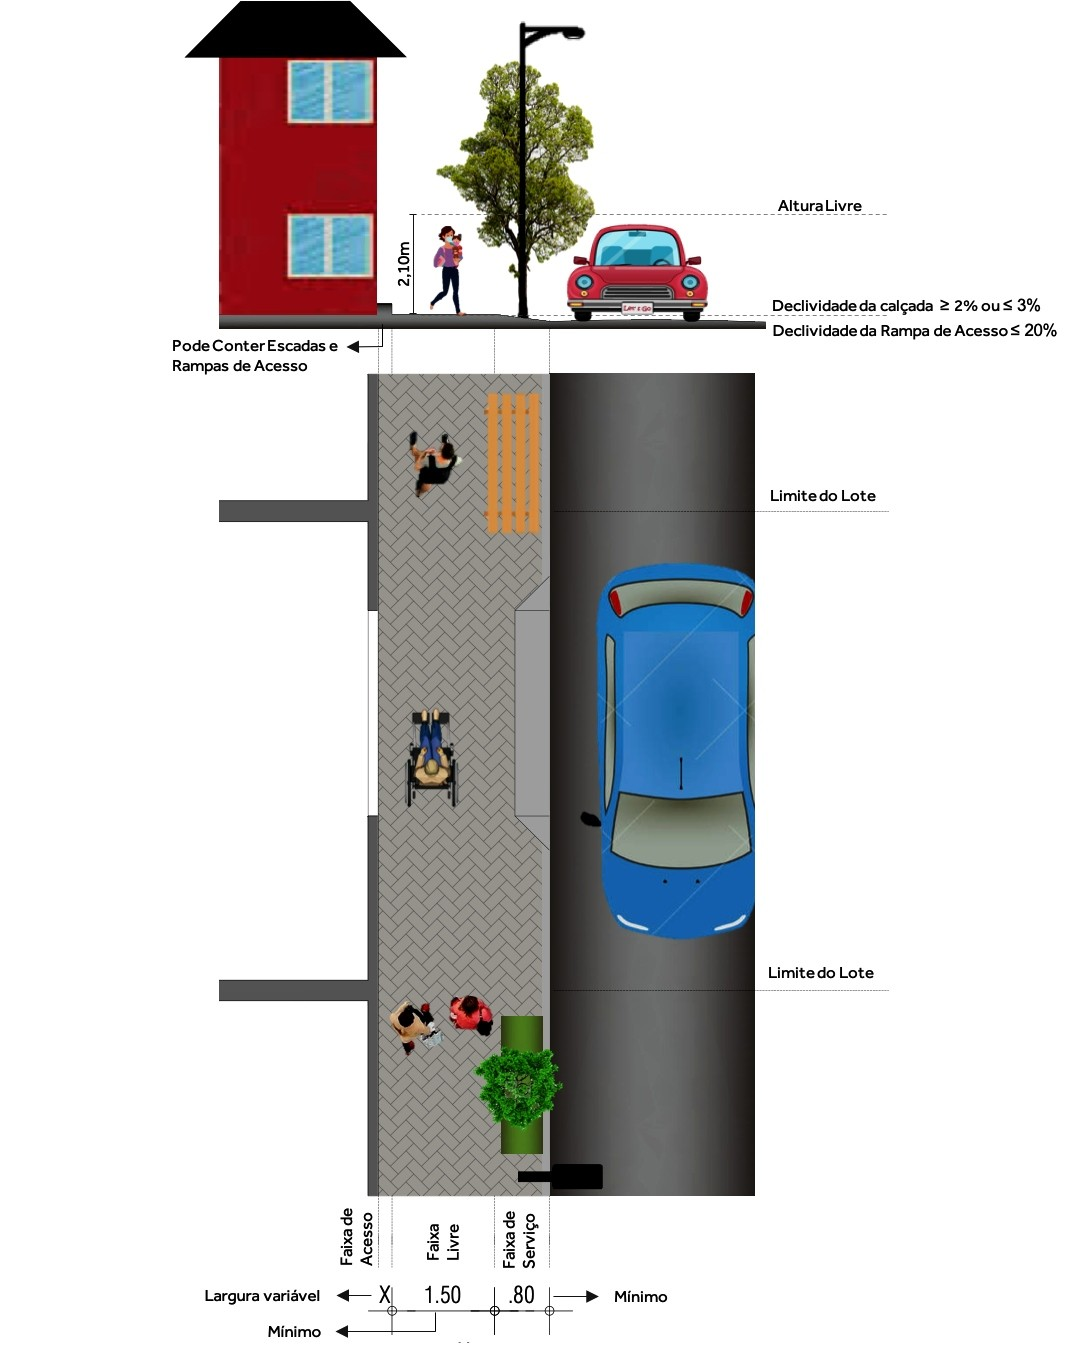 Altura Livre
2,10m
Declividade da calçada ≥ 2% ou ≤ 3%
Declividade da Rampa de Acesso ≤ 20%
Pode Conter Escadas e
Rampas de Acesso
Limite do Lote
Limite do Lote
Faixa de
Acesso
Faixa
Livre
Faixa de
Serviço
Largura variável
X
1.50
.80
Mínimo
Mínimo